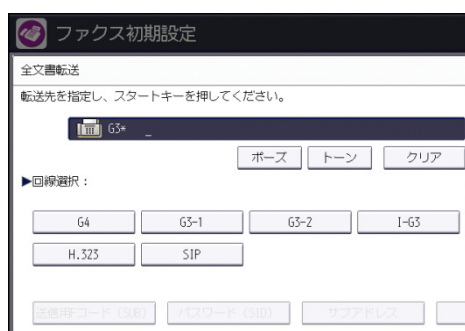 ファクス初期設定
全文書転送
転送先を指定し、スタートキーを押してください。
G3* _
ポーズ トーン クリア
▶回線選択：
G4 G3-1 G3-2 I-G3
H.323 SIP
送信用Fコード (SUB) パスワード (SID) サブアドレス